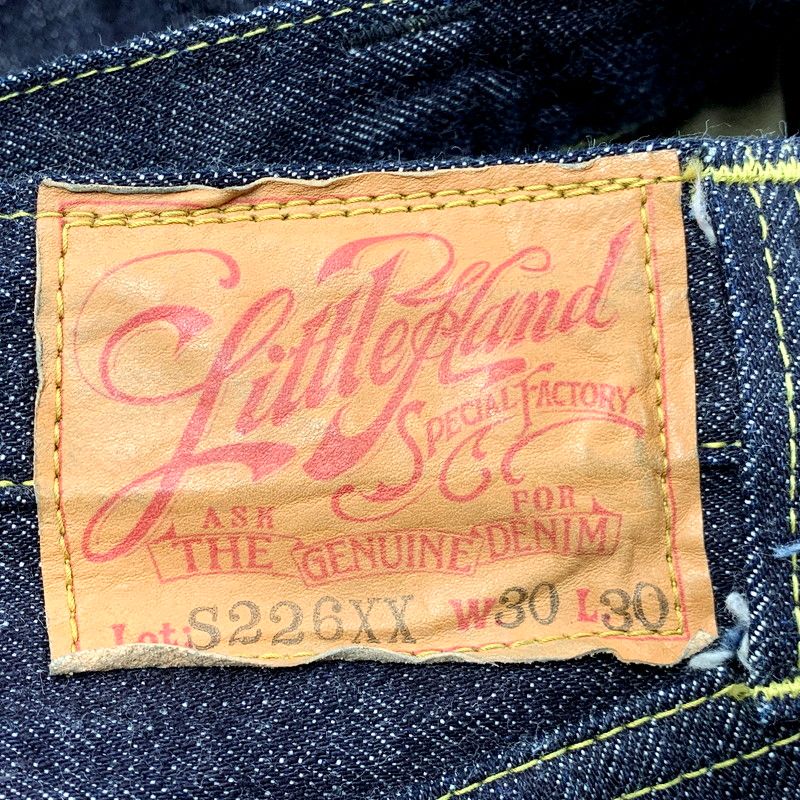 LittleHand
SPECIAL FACTORY
ASK FOR
THE GENUINE DENIM
Lot: S226XX W30 L30